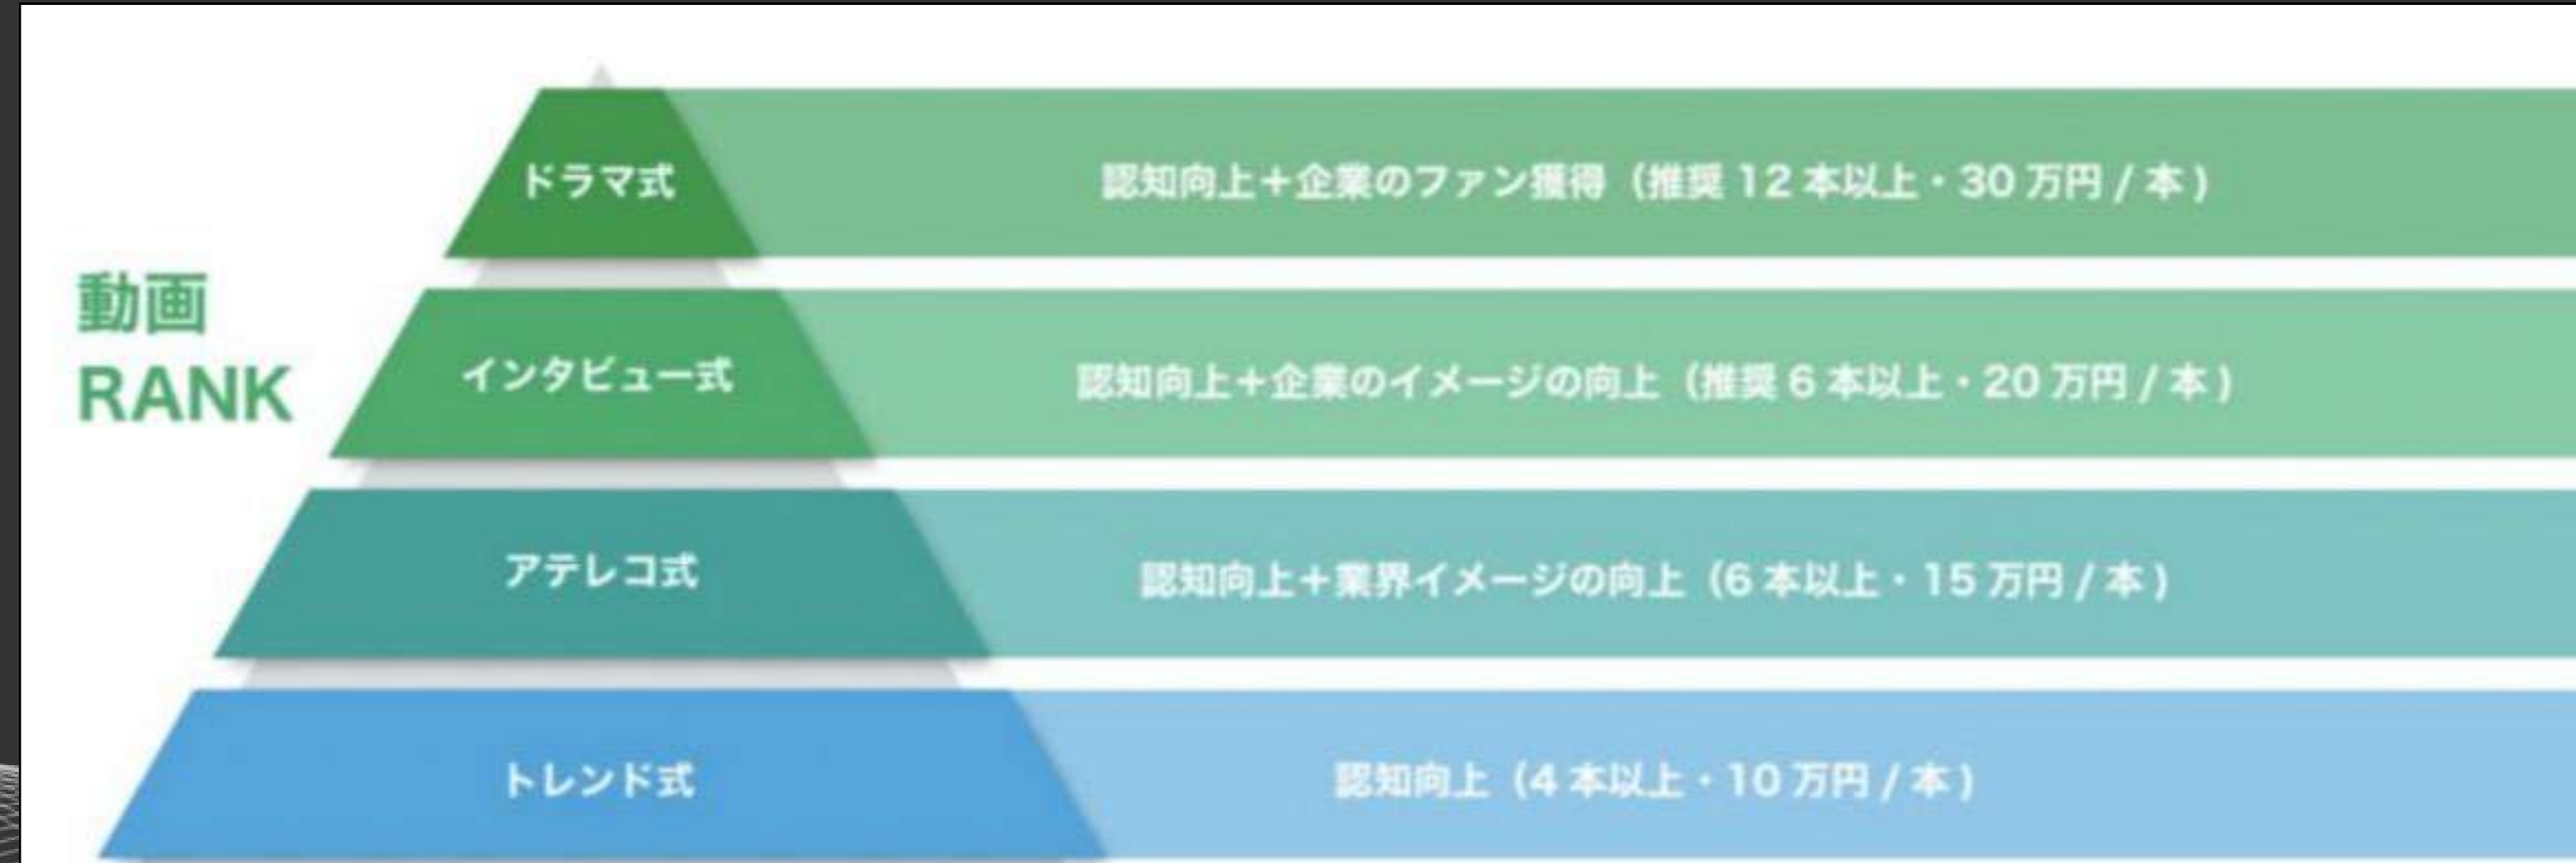 動画
RANK
ドラマ式
認知向上＋企業のファン獲得（推奨 12 本以上・30 万円 / 本 )
インタビュー式
認知向上＋企業のイメージの向上（推奨 6 本以上・20 万円 / 本 )
アテレコ式
認知向上＋業界イメージの向上（6 本以上・15 万円 / 本 )
トレンド式
認知向上（4 本以上・10 万円 / 本 )